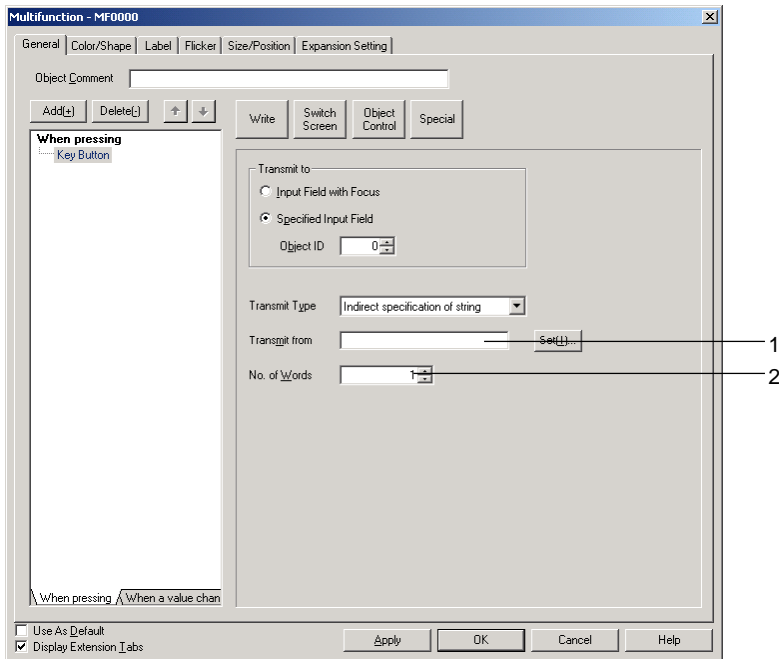 Multifunction - MF0000
General Color/Shape Label Flicker Size/Position Expansion Setting
Object Comment
Add(+) Delete(-)
Write Switch Screen Object Control Special
When pressing
Key Button
Transmit to
Input Field with Focus
Specified Input Field
Object ID 0
Transmit Type Indirect specification of string
Transmit from Set(I)... 1
No. of Words 1 2
When pressing When a value chan
Use As Default
Display Extension Tabs
Apply OK Cancel Help